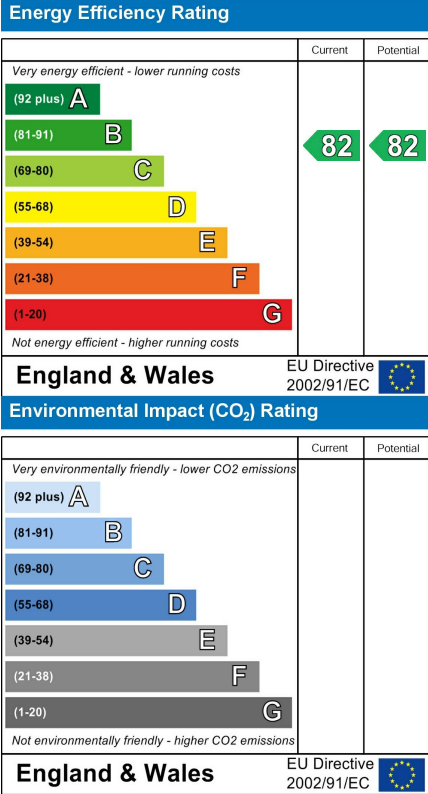 Energy Efficiency Rating
Current Potential
Very energy efficient - lower running costs
(92 plus) A
(81-91) B
82 82
(69-80) C
(55-68) D
(39-54) E
(21-38) F
(1-20) G
Not energy efficient - higher running costs
England & Wales
EU Directive
2002/91/EC
Environmental Impact (CO₂) Rating
Current Potential
Very environmentally friendly - lower CO2 emissions
(92 plus) A
(81-91) B
(69-80) C
(55-68) D
(39-54) E
(21-38) F
(1-20) G
Not environmentally friendly - higher CO2 emissions
England & Wales
EU Directive
2002/91/EC